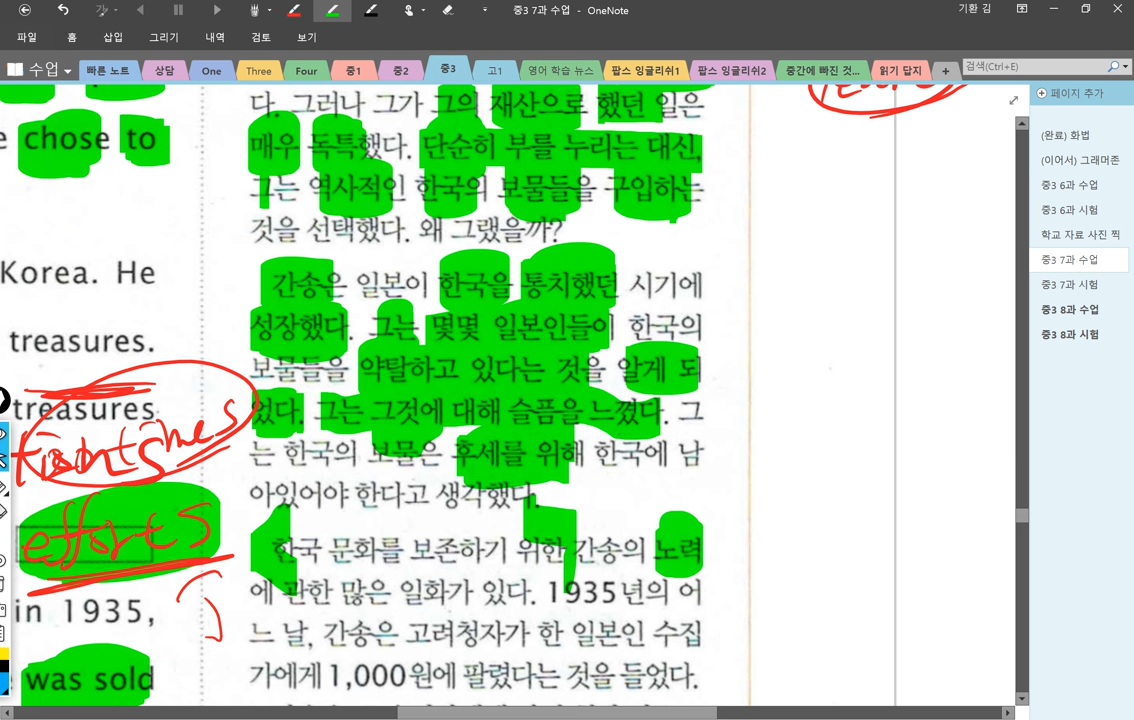 중3 7과 수업 - OneNote
기환 김
파일 홈 삽입 그리기 내역 검토 보기
수업 빠른 노트 상담 One Three Four 중1 중2 중3 고1 영어 학습 뉴스 팝스 잉글리쉬1 팝스 잉글리쉬2 중간에 빠진 것... 읽기 답지 + 검색(Ctrl+E)
페이지 추가
(완료) 화법
(이어서) 그래머존
중3 6과 수업
중3 6과 시험
학교 자료 사진 찍
중3 7과 수업
중3 7과 시험
중3 8과 수업
중3 8과 시험
chose to
Korea. He
treasures.
treasures
efforts
in 1935,
was sold
다. 그러나 그가 그의 재산으로 했던 일은
매우 독특했다. 단순히 부를 누리는 대신,
그는 역사적인 한국의 보물들을 구입하는
것을 선택했다. 왜 그랬을까?
간송은 일본이 한국을 통치했던 시기에
성장했다. 그는 몇몇 일본인들이 한국의
보물들을 약탈하고 있다는 것을 알게 되
었다. 그는 그것에 대해 슬픔을 느꼈다. 그
는 한국의 보물은 후세를 위해 한국에 남
아있어야 한다고 생각했다.
한국 문화를 보존하기 위한 간송의 노력
에 관한 많은 일화가 있다. 1935년의 어
느 날, 간송은 고려청자가 한 일본인 수집
가에게 1,000원에 팔렸다는 것을 들었다.